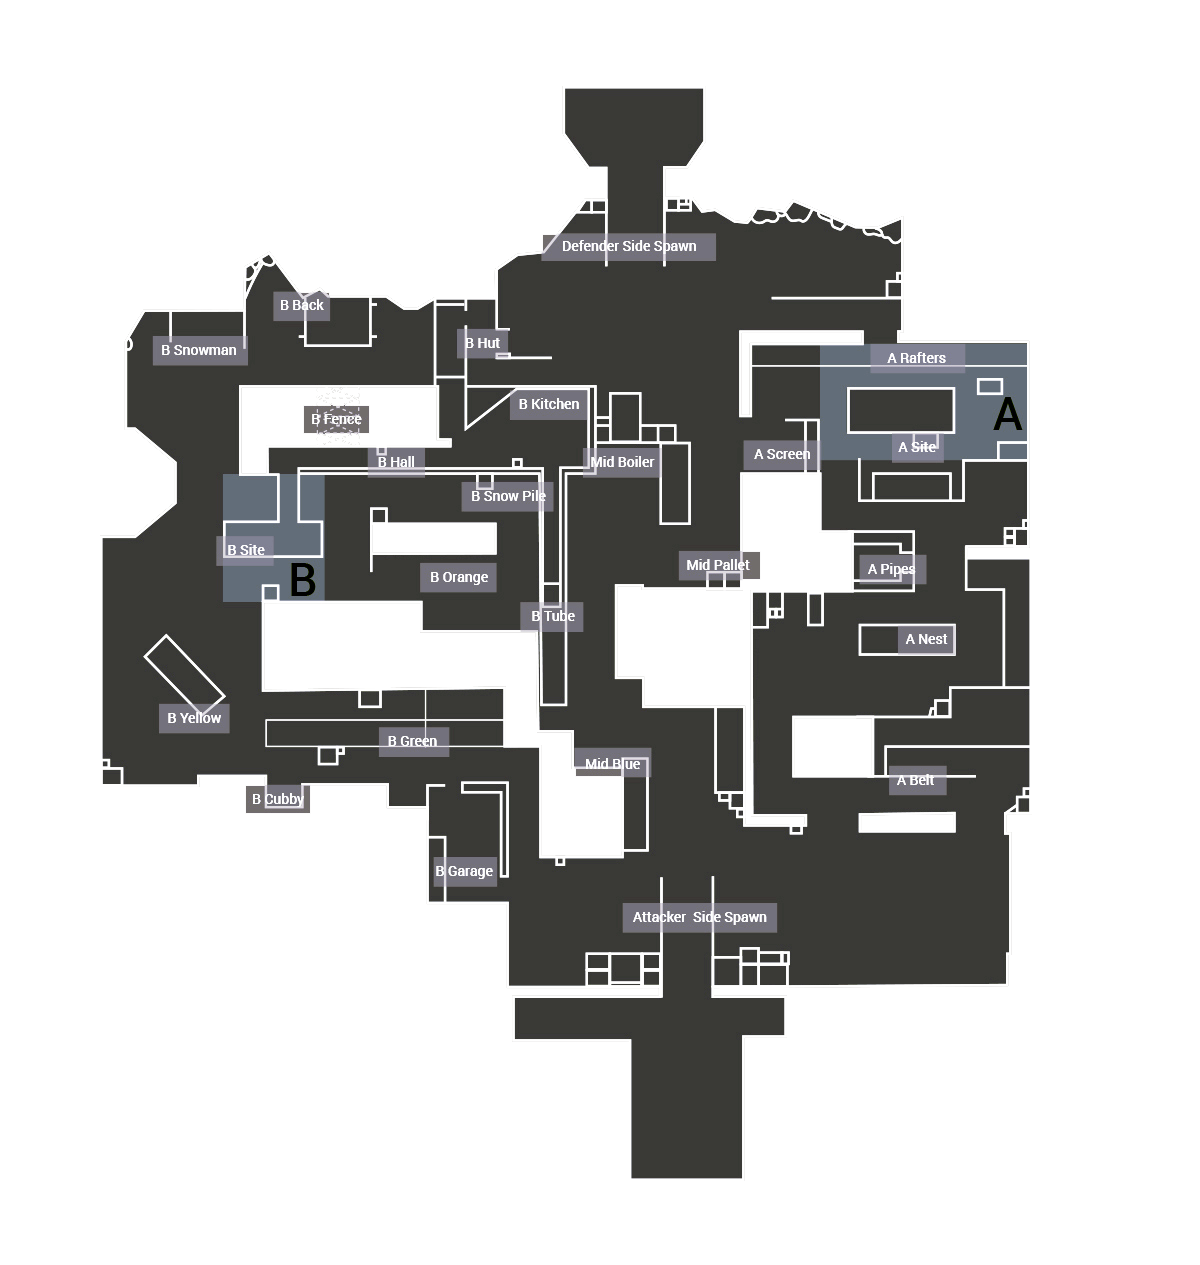 Defender Side Spawn
B Back
B Snowman
B Hut
A Rafters
B Kitchen
A
B Fence
A Site
A Screen
B Hall
Mid Boiler
B Snow Pile
B Site
Mid Pallet
A Pipes
B
B Orange
B Tube
A Nest
B Yellow
B Green
Mid Blue
A Belt
B Cubby
B Garage
Attacker  Side Spawn